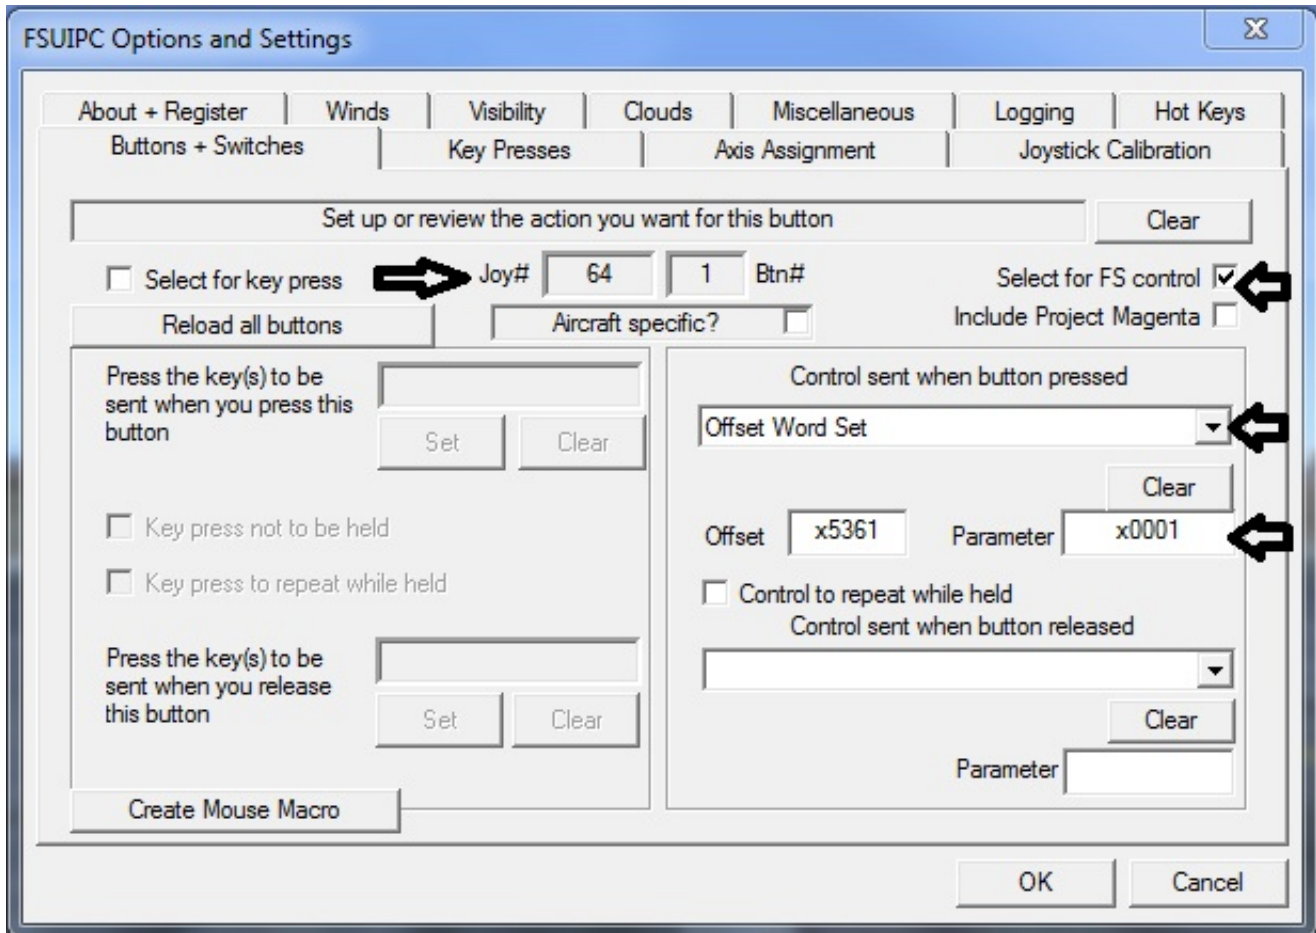 FSUIPC Options and Settings
About + Register Winds Visibility Clouds Miscellaneous Logging Hot Keys
Buttons + Switches Key Presses Axis Assignment Joystick Calibration
Set up or review the action you want for this button Clear
Select for key press Joy# 64 1 Btn# Select for FS control
Reload all buttons Aircraft specific? Include Project Magenta
Press the key(s) to be
sent when you press this
button
Set Clear
Key press not to be held
Key press to repeat while held
Press the key(s) to be
sent when you release
this button
Set Clear
Create Mouse Macro
Control sent when button pressed
Offset Word Set
Clear
Offset x5361 Parameter x0001
Control to repeat while held
Control sent when button released
Clear
Parameter
OK Cancel